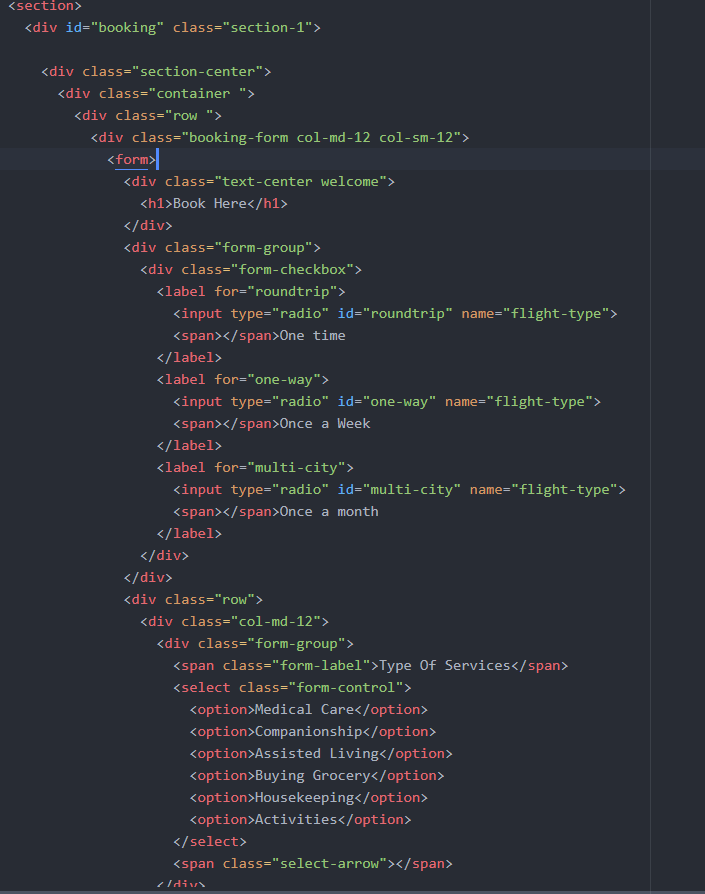 <section>
<div id="booking" class="section-1">
<div class="section-center">
<div class="container ">
<div class="row ">
<div class="booking-form col-md-12 col-sm-12">
<form>
<div class="text-center welcome">
<h1>Book Here</h1>
</div>
<div class="form-group">
<div class="form-checkbox">
<label for="roundtrip">
<input type="radio" id="roundtrip" name="flight-type">
<span></span>One time
</label>
<label for="one-way">
<input type="radio" id="one-way" name="flight-type">
<span></span>Once a Week
</label>
<label for="multi-city">
<input type="radio" id="multi-city" name="flight-type">
<span></span>Once a month
</label>
</div>
</div>
<div class="row">
<div class="col-md-12">
<div class="form-group">
<span class="form-label">Type Of Services</span>
<select class="form-control">
<option>Medical Care</option>
<option>Companionship</option>
<option>Assisted Living</option>
<option>Buying Grocery</option>
<option>Housekeeping</option>
<option>Activities</option>
</select>
<span class="select-arrow"></span>
</div>